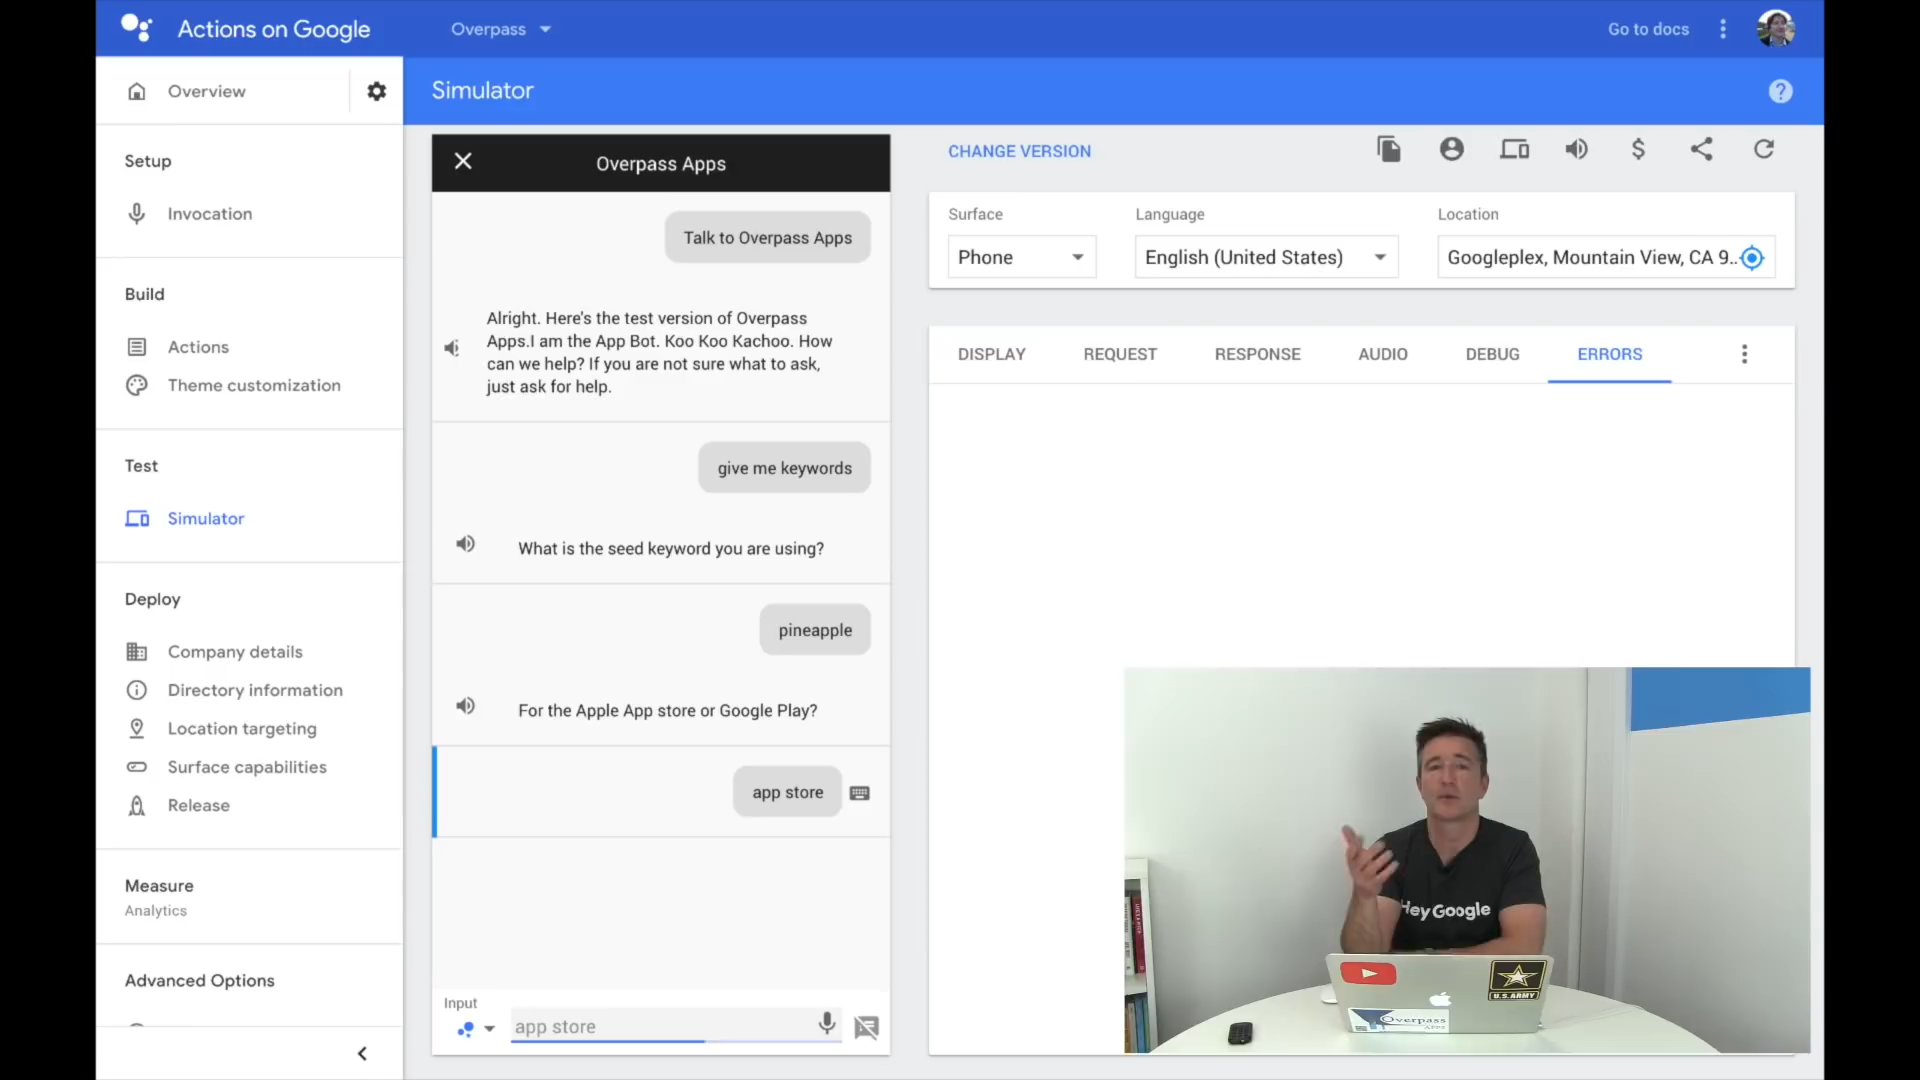 Actions on Google
Overpass
Go to docs
Overview
Simulator
Setup
Invocation
Build
Actions
Theme customization
Test
Simulator
Deploy
Company details
Directory information
Location targeting
Surface capabilities
Release
Measure
Analytics
Advanced Options
Overpass Apps
Talk to Overpass Apps
Alright. Here's the test version of Overpass
Apps.I am the App Bot. Koo Koo Kachoo. How
can we help? If you are not sure what to ask,
just ask for help.
give me keywords
What is the seed keyword you are using?
pineapple
For the Apple App store or Google Play?
app store
Input
app store
CHANGE VERSION
Surface
Language
Location
Phone
English (United States)
Googleplex, Mountain View, CA 9..
DISPLAY
REQUEST
RESPONSE
AUDIO
DEBUG
ERRORS
Hey Google
U.S.ARMY
Overpass
APPS